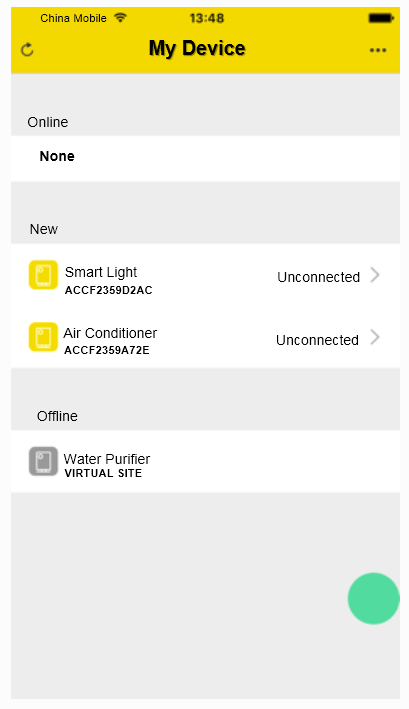 China Mobile 13:48
My Device
Online
None
New
Smart Light
ACCF2359D2AC
Unconnected
Air Conditioner
ACCF2359A72E
Unconnected
Offline
Water Purifier
VIRTUAL SITE